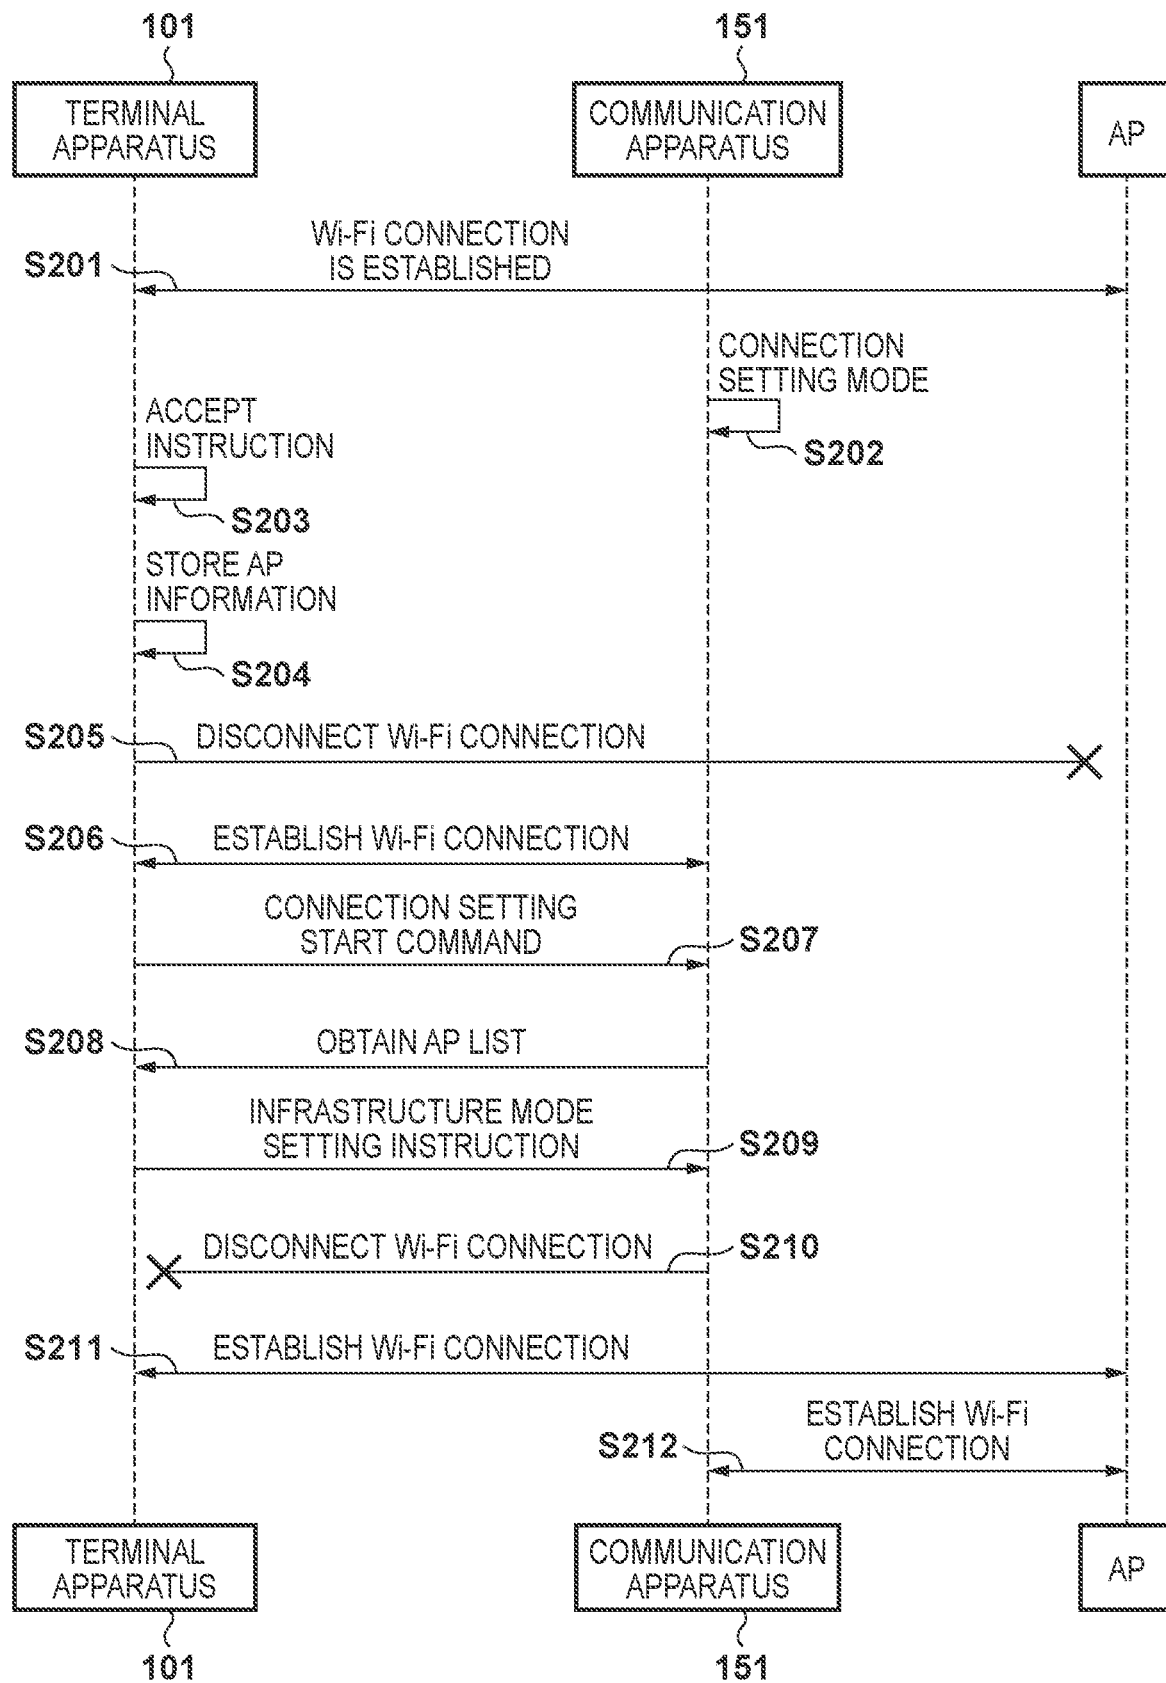 101
151
TERMINAL
APPARATUS
COMMUNICATION
APPARATUS
AP
Wi-Fi CONNECTION
IS ESTABLISHED
S201
CONNECTION
SETTING MODE
S202
ACCEPT
INSTRUCTION
S203
STORE AP
INFORMATION
S204
S205
DISCONNECT Wi-Fi CONNECTION
S206
ESTABLISH Wi-Fi CONNECTION
CONNECTION SETTING
START COMMAND
S207
S208
OBTAIN AP LIST
INFRASTRUCTURE MODE
SETTING INSTRUCTION
S209
DISCONNECT Wi-Fi CONNECTION
S210
S211
ESTABLISH Wi-Fi CONNECTION
ESTABLISH Wi-Fi
CONNECTION
S212
TERMINAL
APPARATUS
COMMUNICATION
APPARATUS
AP
101
151